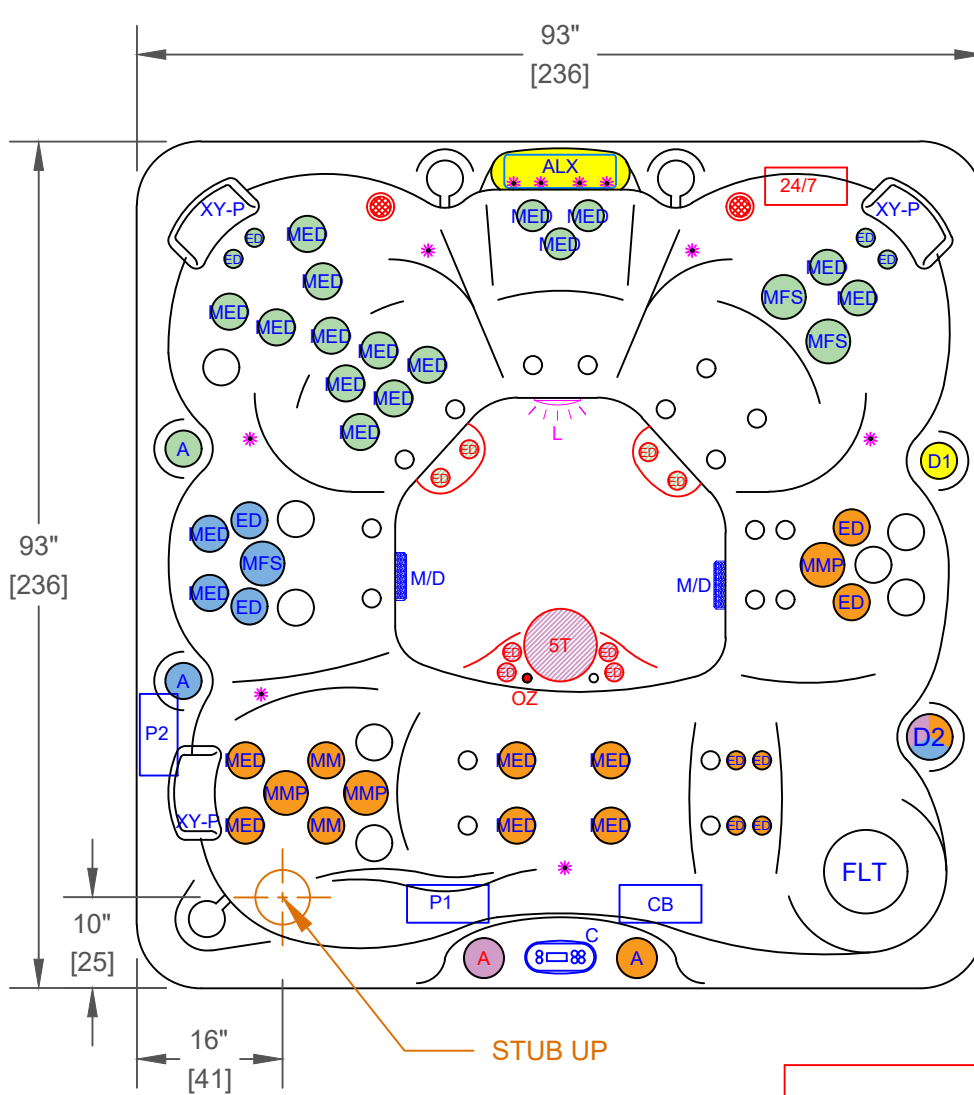 93"
[236]
ALX
24/7
XY-P
XY-P
MED
MED
MED
ED
ED
MED
MED
MED
MED
MED
MED
MED
MED
MED
MED
ED
ED
MED
MFS
MED
MFS
L
A
ED
ED
ED
ED
D1
93"
[236]
MED
ED
MFS
MED
ED
M/D
M/D
ED
MMP
ED
5T
ED
ED
ED
ED
OZ
A
P2
D2
MED
MM
MMP
MMP
MED
MM
XY-P
MED
MED
MED
MED
ED
ED
ED
ED
FLT
P1
CB
10"
[25]
A
C
A
16"
[41]
STUB UP